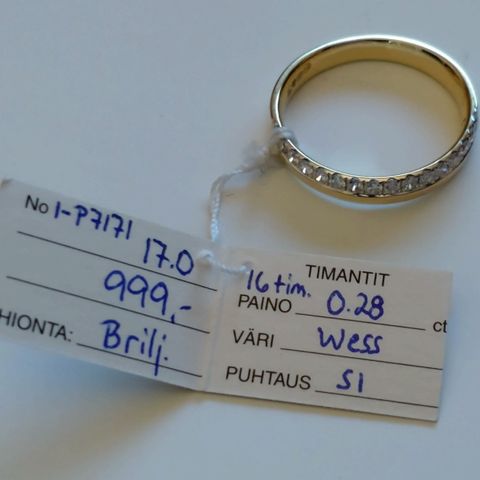 No 1-P7171
17.0
999,-
HIONTA: Brilj.
16 tim. TIMANTIT
PAINO 0.28 ct
VÄRI Wess
PUHTAUS SI